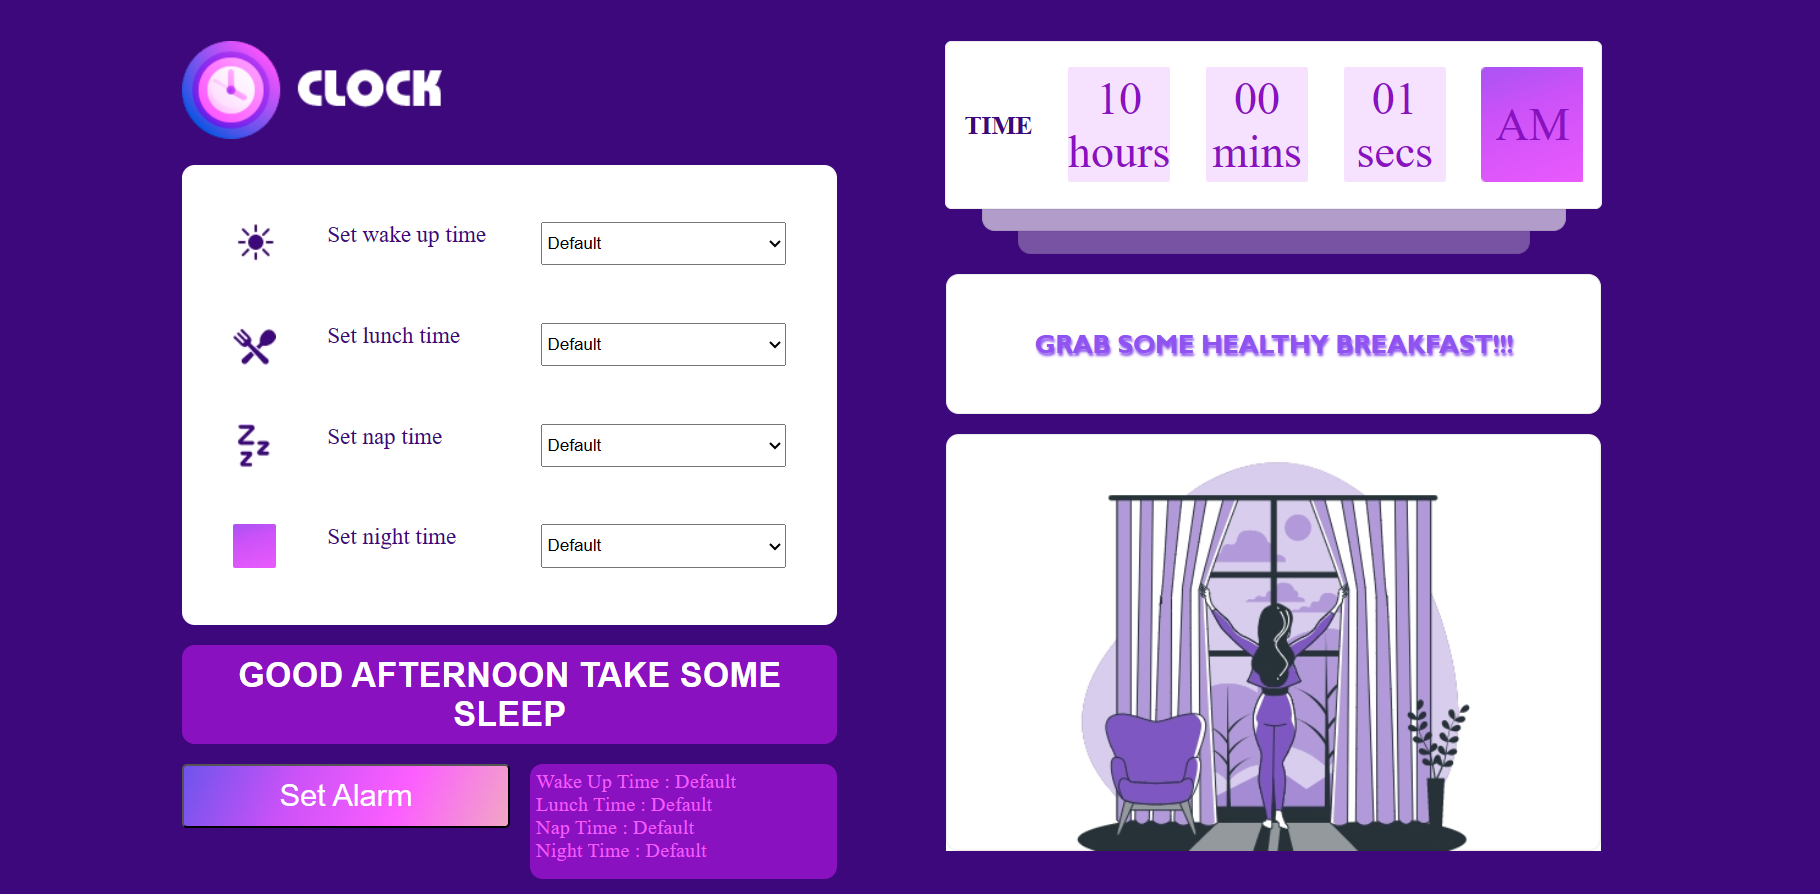 CLOCK
Set wake up time
Default
Set lunch time
Default
Set nap time
Default
Set night time
Default
GOOD AFTERNOON TAKE SOME
SLEEP
Set Alarm
Wake Up Time : Default
Lunch Time : Default
Nap Time : Default
Night Time : Default
TIME
10
hours
00
mins
01
secs
AM
GRAB SOME HEALTHY BREAKFAST!!!